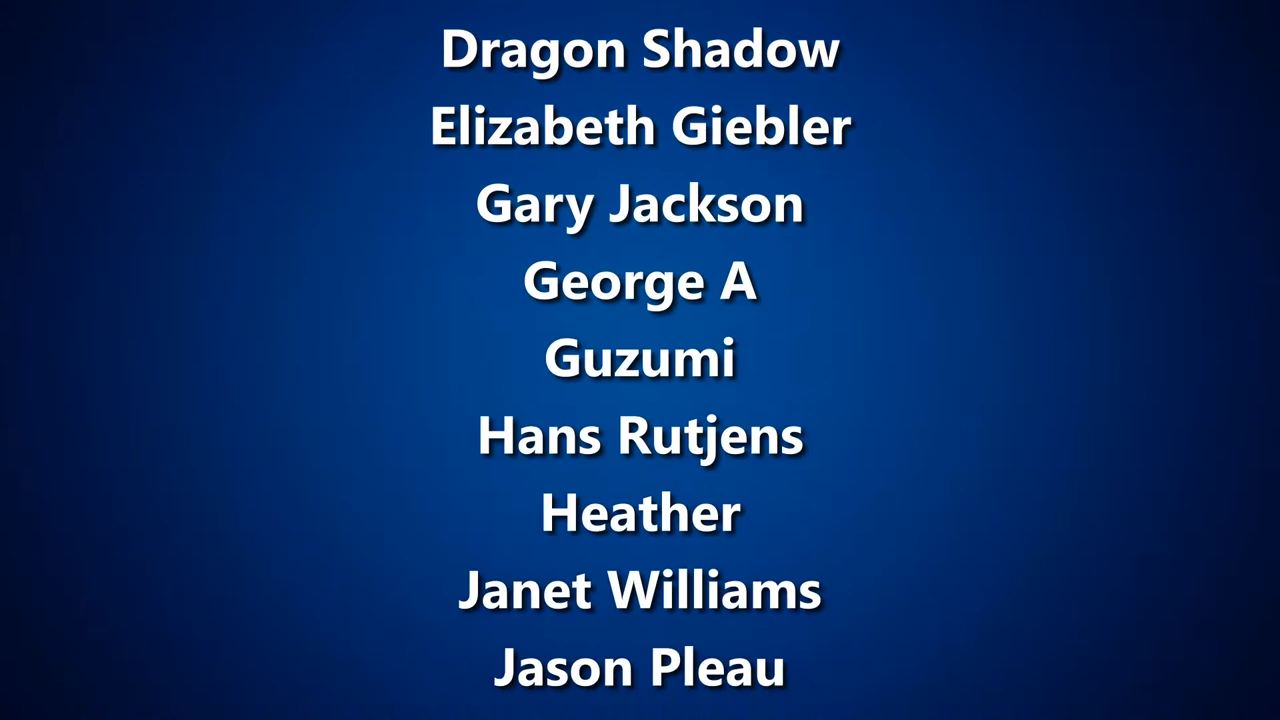 Dragon Shadow
Elizabeth Giebler
Gary Jackson
George A
Guzumi
Hans Rutjens
Heather
Janet Williams
Jason Pleau